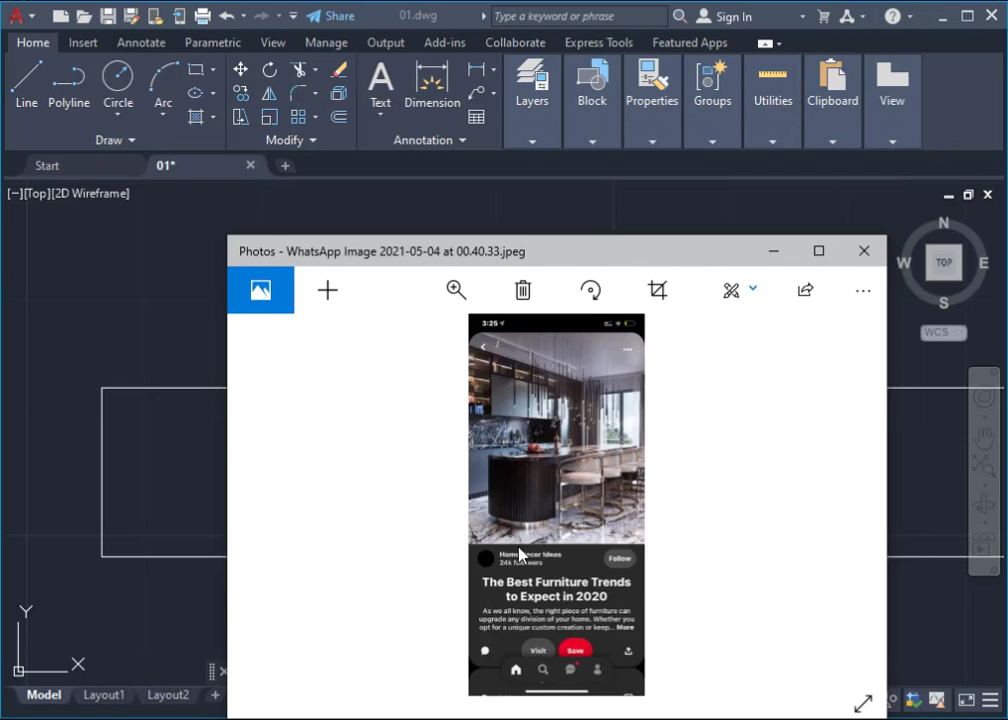 Share
01.dwg
Type a keyword or phrase
Sign In
Home Insert Annotate Parametric View Manage Output Add-ins Collaborate Express Tools Featured Apps
Line Polyline Circle Arc
Text Dimension
Layers Block Properties Groups Utilities Clipboard View
Draw Modify Annotation
Start 01*
[−][Top][2D Wireframe]
N
W TOP E
S
WCS
Photos - WhatsApp Image 2021-05-04 at 00.40.33.jpeg
3:25
Home Decor Ideas
24k followers
Follow
The Best Furniture Trends
to Expect in 2020
As we all know, the right piece of furniture can
upgrade any division of your home. Whether you
opt for a unique custom creation or keep... More
Visit Save
Y
X
Model Layout1 Layout2